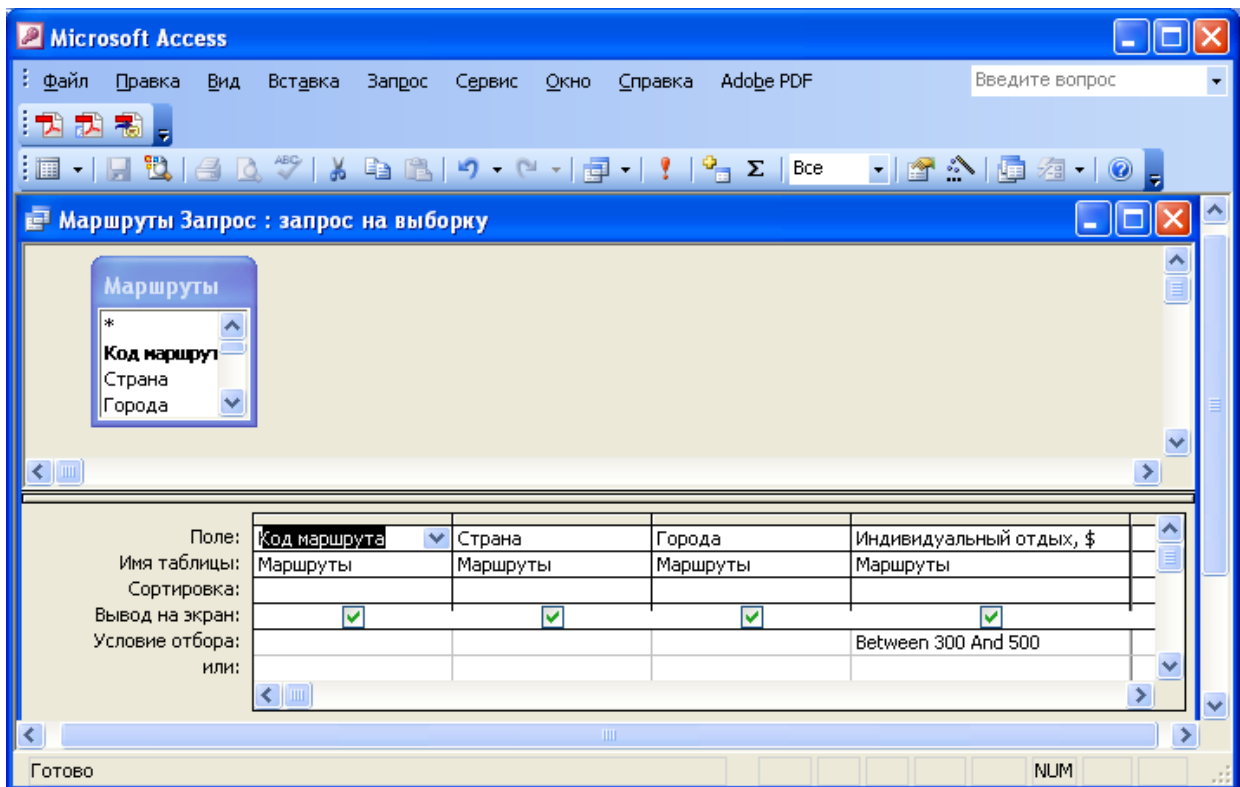 Microsoft Access
Файл Правка Вид Вставка Запрос Сервис Окно Справка Adobe PDF Введите вопрос
ABC Σ Все
Маршруты Запрос : запрос на выборку
Маршруты
*
Код маршрут
Страна
Города
Поле: Код маршрута Страна Города Индивидуальный отдых, $
Имя таблицы: Маршруты Маршруты Маршруты Маршруты
Сортировка:
Вывод на экран:
Условие отбора: Between 300 And 500
или:
Готово NUM